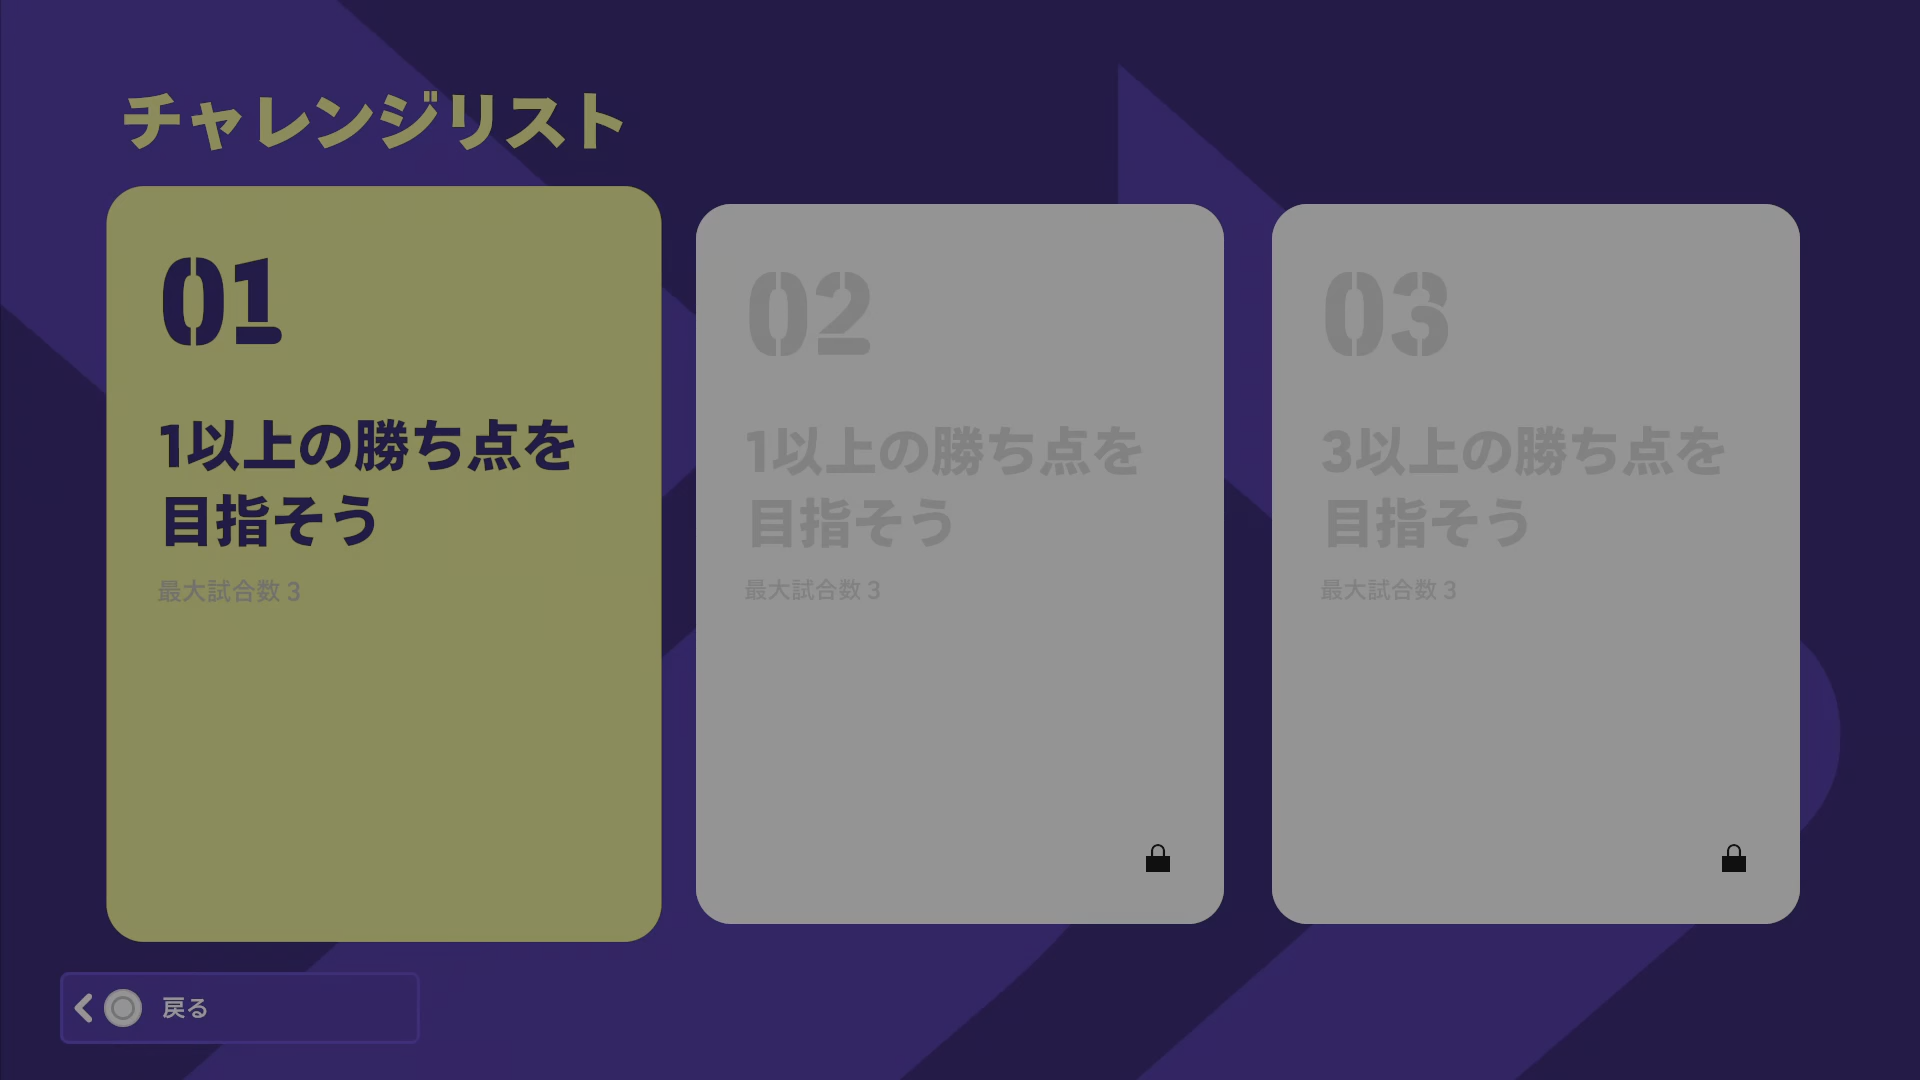 チャレンジリスト
01
1以上の勝ち点を
目指そう
最大試合数 3
02
1以上の勝ち点を
目指そう
最大試合数 3
03
3以上の勝ち点を
目指そう
最大試合数 3
戻る